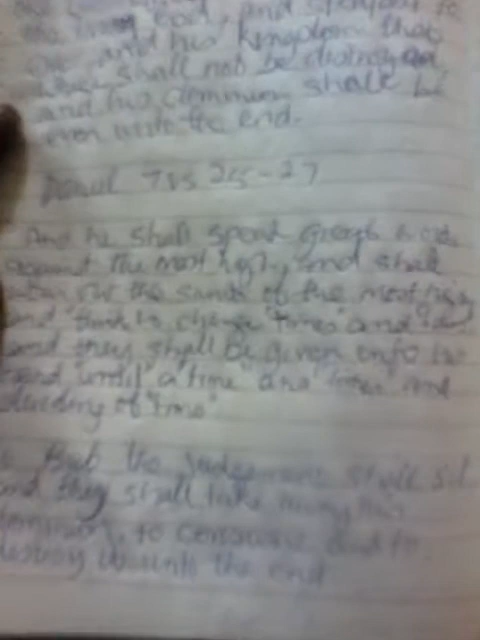 the living God, and steadfast for
ever and his kingdom that
which shall not be destroyed
and his dominion shall be
even unto the end.
Daniel 7 vs 25-27
And he shall speak great words
against the most high, and shall
wear out the saints of the most high
and think to change "times" and "laws"
and they shall be given into his
hand "until" a "time" and "times" and
dividing of "time"
But the Judgement shall sit
and they shall take away his
dominion, to consume and to
destroy it unto the end